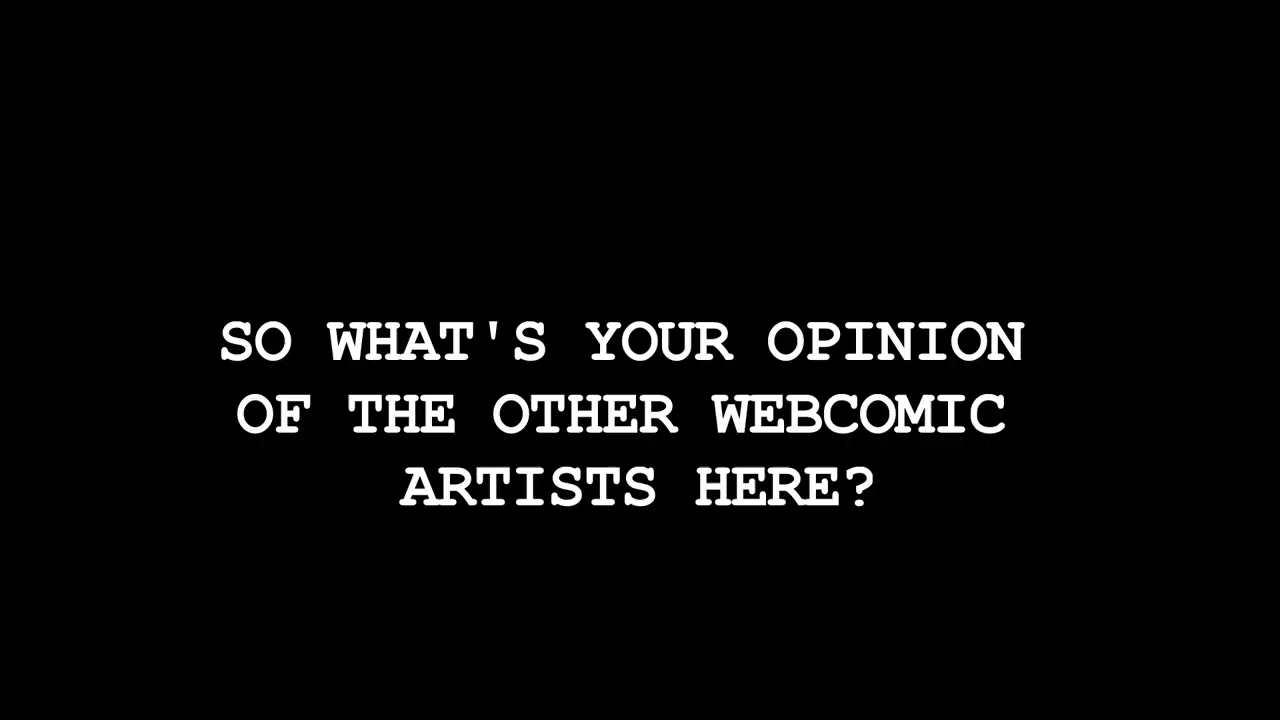 SO WHAT'S YOUR OPINION
OF THE OTHER WEBCOMIC
ARTISTS HERE?